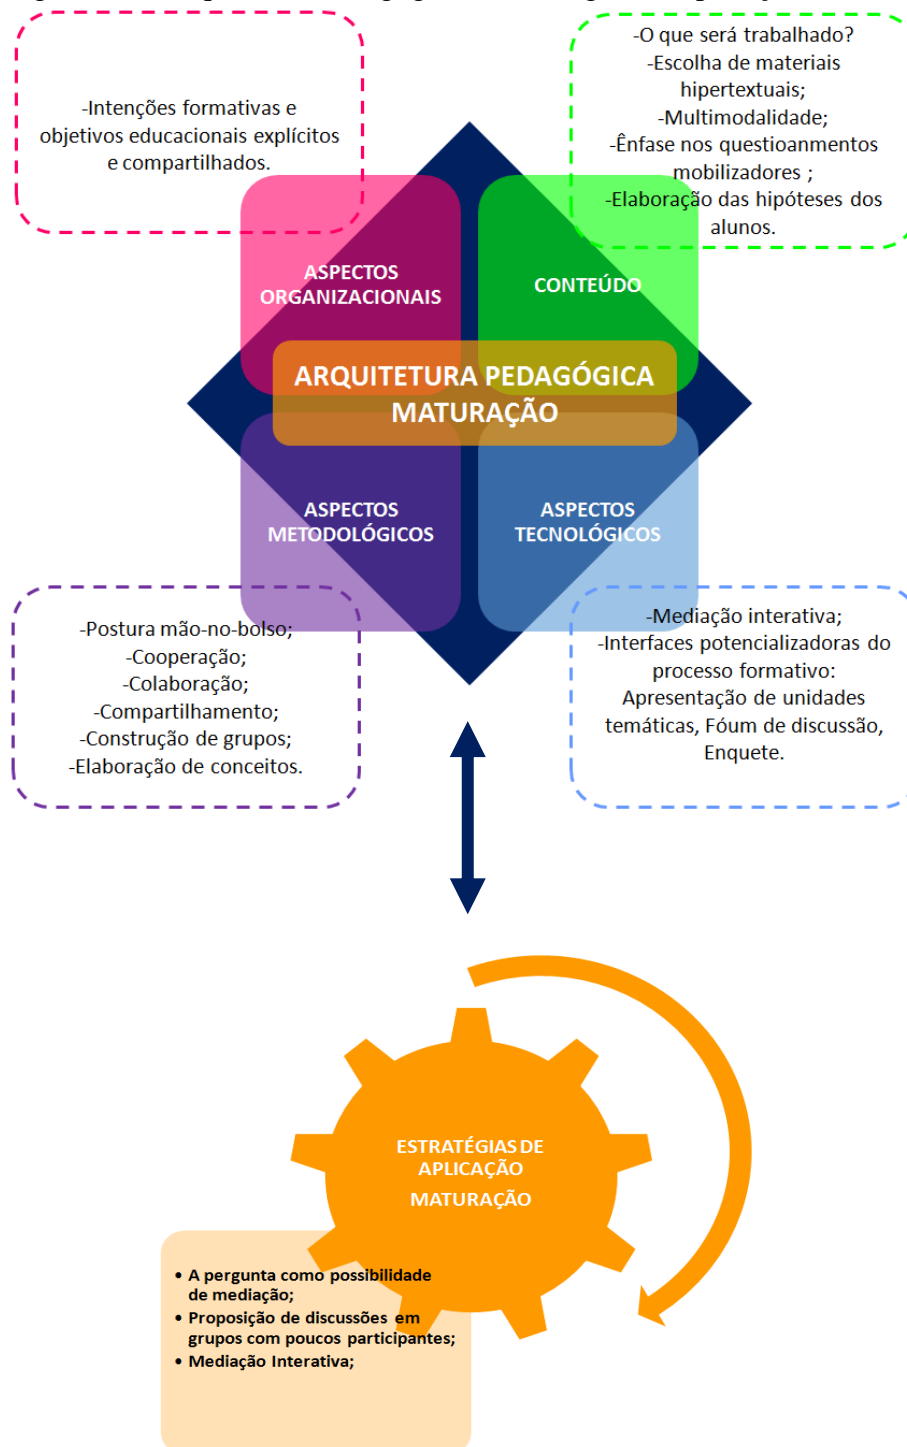 -Intenções formativas e
objetivos educacionais explícitos
e compartilhados.
-O que será trabalhado?
-Escolha de materiais
hipertextuais;
-Multimodalidade;
-Ênfase nos questioanmentos
mobilizadores ;
-Elaboração das hipóteses dos
alunos.
ASPECTOS
ORGANIZACIONAIS
CONTEÚDO
ARQUITETURA PEDAGÓGICA
MATURAÇÃO
ASPECTOS
METODOLÓGICOS
ASPECTOS
TECNOLÓGICOS
-Postura mão-no-bolso;
-Cooperação;
-Colaboração;
-Compartilhamento;
-Construção de grupos;
-Elaboração de conceitos.
-Mediação interativa;
-Interfaces potencializadoras do
processo formativo:
Apresentação de unidades
temáticas, Fóum de discussão,
Enquete.
ESTRATÉGIAS DE
APLICAÇÃO
MATURAÇÃO
• A pergunta como possibilidade
de mediação;
• Proposição de discussões em
grupos com poucos participantes;
• Mediação Interativa;